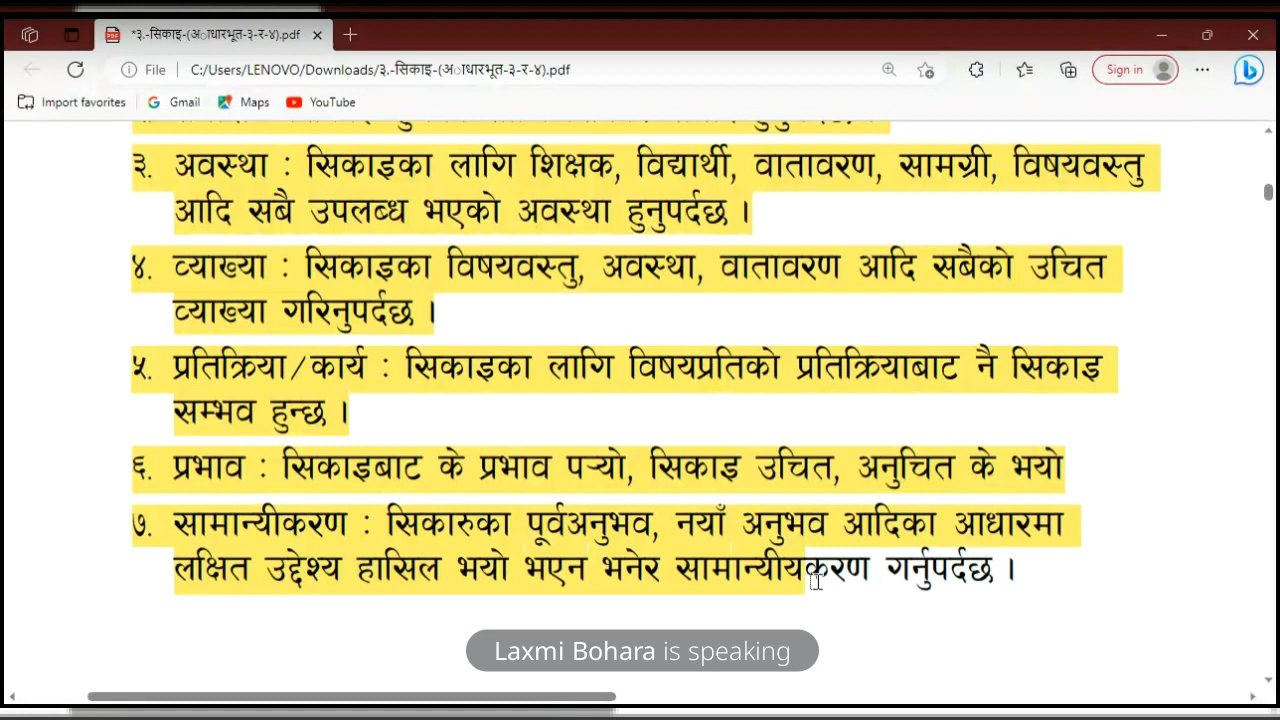 *३.-सिकाइ-(अाधारभूत-३-र-४).pdf
File
C:/Users/LENOVO/Downloads/३.-सिकाइ-(अाधारभूत-३-र-४).pdf
Sign in
Import favorites
Gmail
Maps
YouTube
३. अवस्था : सिकाइका लागि शिक्षक, विद्यार्थी, वातावरण, सामग्री, विषयवस्तु
आदि सबै उपलब्ध भएको अवस्था हुनुपर्दछ ।
४. व्याख्या : सिकाइका विषयवस्तु, अवस्था, वातावरण आदि सबैको उचित
व्याख्या गरिनुपर्दछ ।
५. प्रतिक्रिया/कार्य : सिकाइका लागि विषयप्रतिको प्रतिक्रियाबाट नै सिकाइ
सम्भव हुन्छ ।
६. प्रभाव : सिकाइबाट के प्रभाव पऱ्यो, सिकाइ उचित, अनुचित के भयो
७. सामान्यीकरण : सिकारुका पूर्वअनुभव, नयाँ अनुभव आदिका आधारमा
लक्षित उद्देश्य हासिल भयो भएन भनेर सामान्यीयकरण गर्नुपर्दछ ।
Laxmi Bohara is speaking